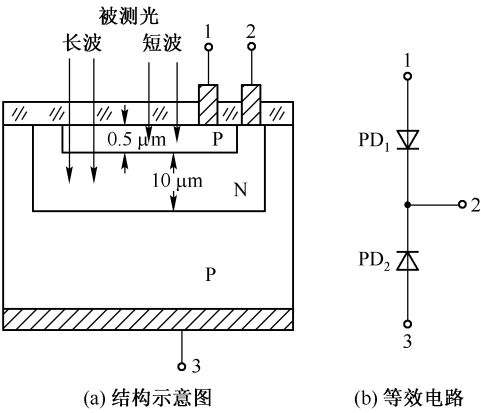 被测光
长波 短波 1 2
0.5 μm P
10 μm
N
P
3
(a) 结构示意图
1
PD₁
2
PD₂
3
(b) 等效电路